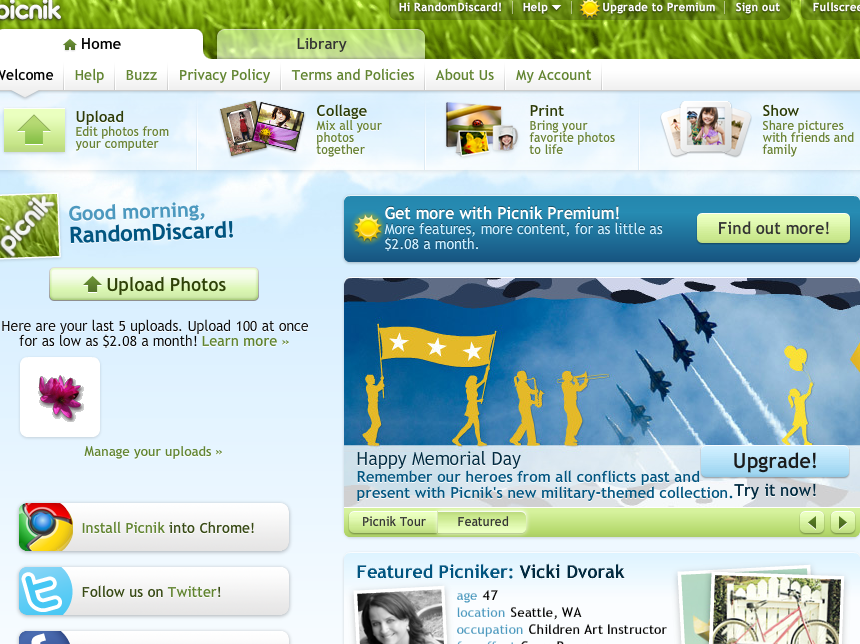 picnik
Hi RandomDiscard!
Help
Upgrade to Premium
Sign out
Home
Library
Welcome
Help
Buzz
Privacy Policy
Terms and Policies
About Us
My Account
Upload
Edit photos from
your computer
Collage
Mix all your
photos
together
Print
Bring your
favorite photos
to life
Show
Share pictures
with friends and
family
picnik
Good morning,
RandomDiscard!
Upload Photos
Here are your last 5 uploads. Upload 100 at once
for as low as $2.08 a month! Learn more »
Manage your uploads »
Install Picnik into Chrome!
Follow us on Twitter!
Get more with Picnik Premium!
More features, more content, for as little as
$2.08 a month.
Find out more!
Happy Memorial Day
Remember our heroes from all conflicts past and
present with Picnik's new military-themed collection.
Upgrade!
Try it now!
Picnik Tour
Featured
Featured Picniker: Vicki Dvorak
age 47
location Seattle, WA
occupation Children Art Instructor